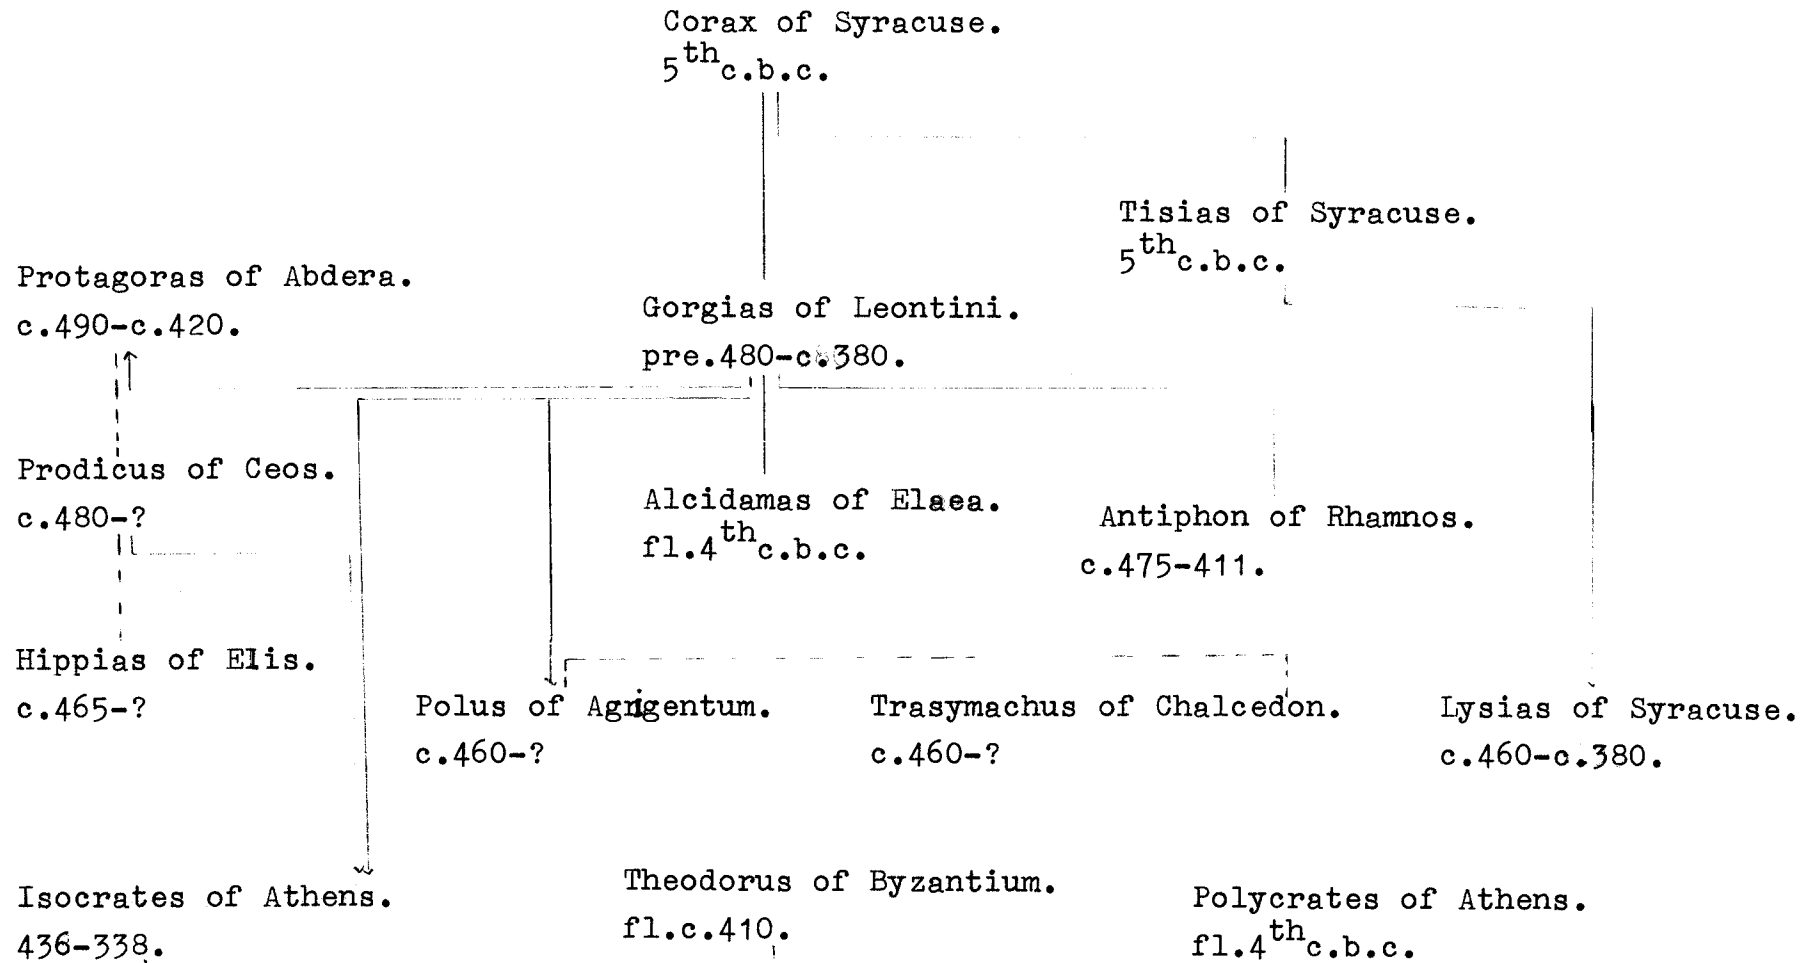 Corax of Syracuse.
5thc.b.c.
Tisias of Syracuse.
5thc.b.c.
Protagoras of Abdera.
c.490-c.420.
Gorgias of Leontini.
pre.480-c.380.
Prodicus of Ceos.
c.480-?
Alcidamas of Elaea.
fl.4thc.b.c.
Antiphon of Rhamnos.
c.475-411.
Hippias of Elis.
c.465-?
Polus of Agrigentum.
c.460-?
Trasymachus of Chalcedon.
c.460-?
Lysias of Syracuse.
c.460-c.380.
Isocrates of Athens.
436-338.
Theodorus of Byzantium.
fl.c.410.
Polycrates of Athens.
fl.4thc.b.c.